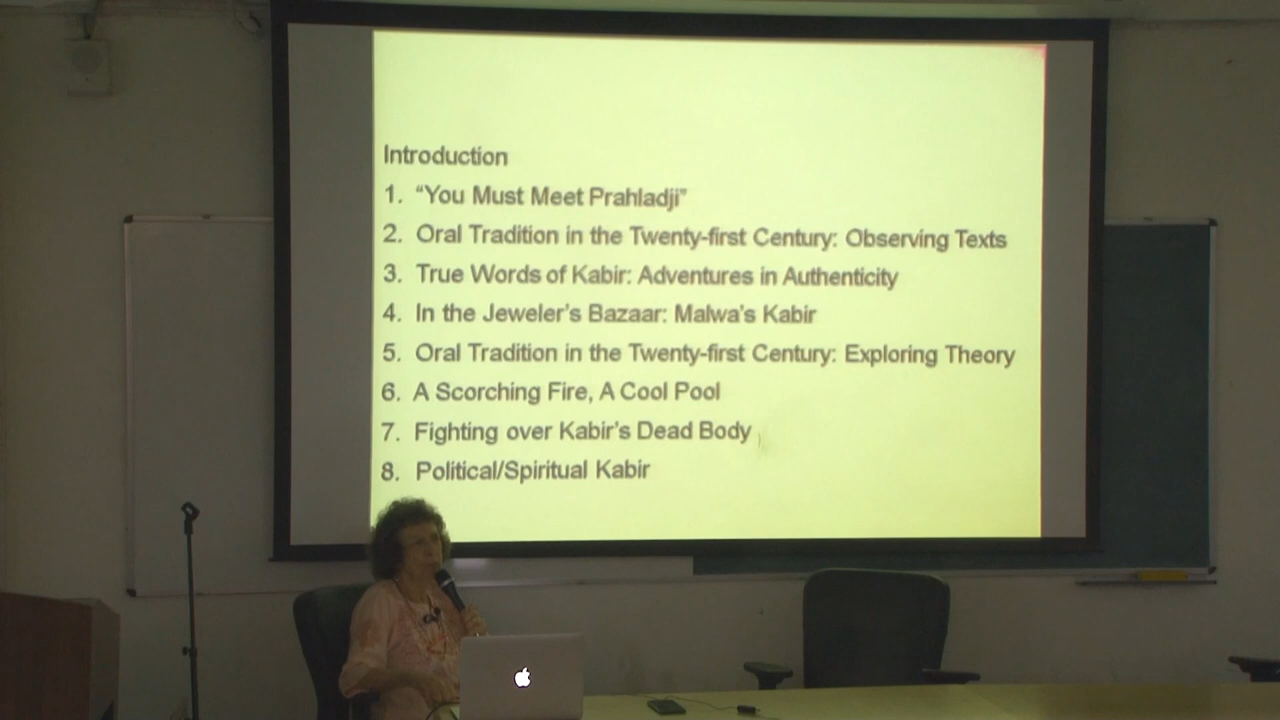 Introduction
1. “You Must Meet Prahladji”
2. Oral Tradition in the Twenty-first Century: Observing Texts
3. True Words of Kabir: Adventures in Authenticity
4. In the Jeweler’s Bazaar: Malwa’s Kabir
5. Oral Tradition in the Twenty-first Century: Exploring Theory
6. A Scorching Fire, A Cool Pool
7. Fighting over Kabir’s Dead Body
8. Political/Spiritual Kabir